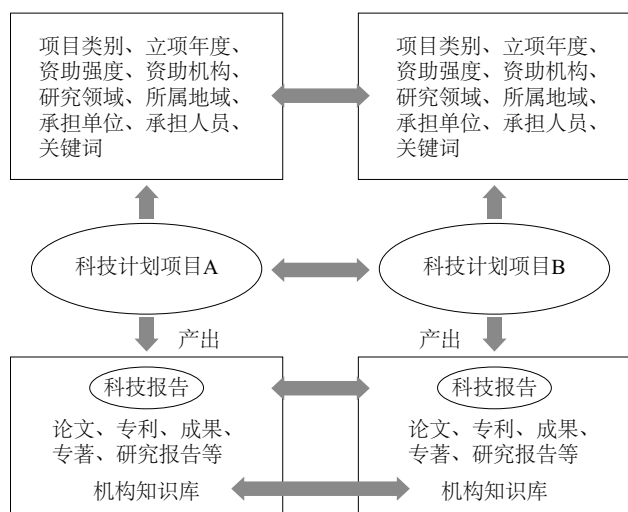 项目类别、立项年度、
资助强度、资助机构、
研究领域、所属地域、
承担单位、承担人员、
关键词
项目类别、立项年度、
资助强度、资助机构、
研究领域、所属地域、
承担单位、承担人员、
关键词
科技计划项目A
科技计划项目B
产出
产出
科技报告
论文、专利、成果、
专著、研究报告等
机构知识库
科技报告
论文、专利、成果、
专著、研究报告等
机构知识库